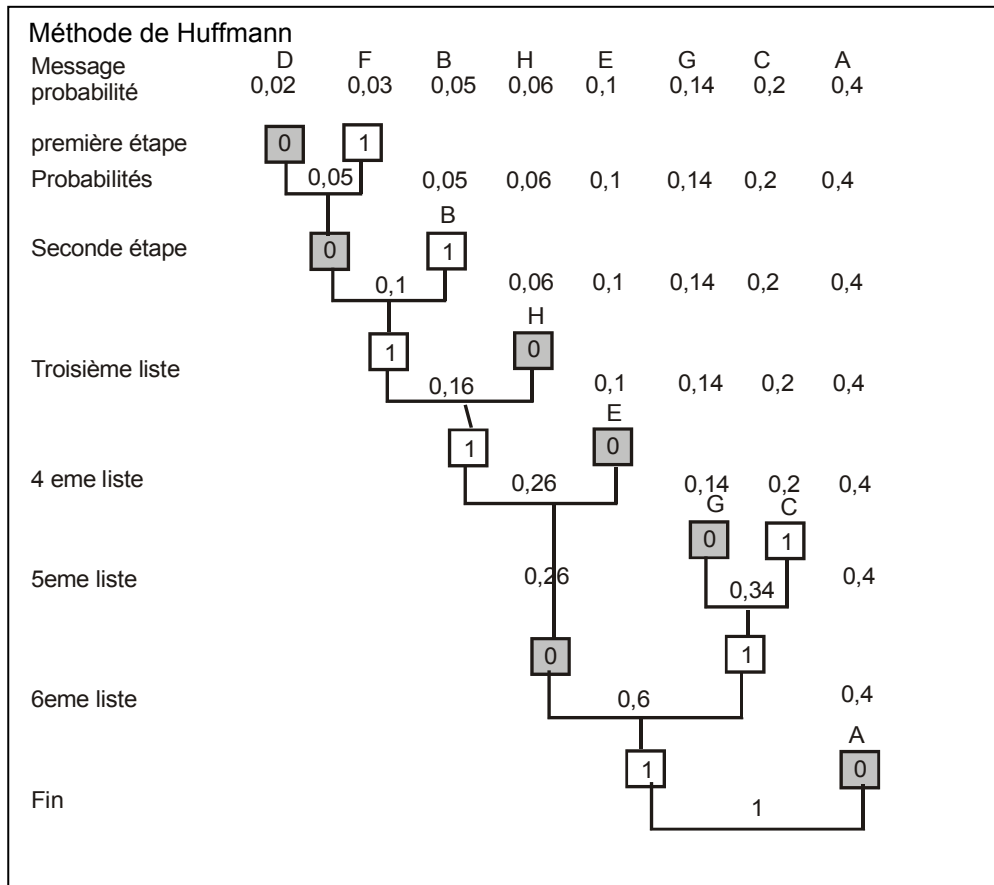 Méthode de Huffmann
Message D F B H E G C A
probabilité 0,02 0,03 0,05 0,06 0,1 0,14 0,2 0,4
première étape 0 1
Probabilités 0,05 0,05 0,06 0,1 0,14 0,2 0,4
B
Seconde étape 0 1
0,1 0,06 0,1 0,14 0,2 0,4
H
1 0
Troisième liste 0,16 0,1 0,14 0,2 0,4
E
1 0
4 eme liste 0,26 0,14 0,2 0,4
G C
0 1
5eme liste 0,26 0,34 0,4
0 1
6eme liste 0,6 0,4
A
1 0
Fin 1